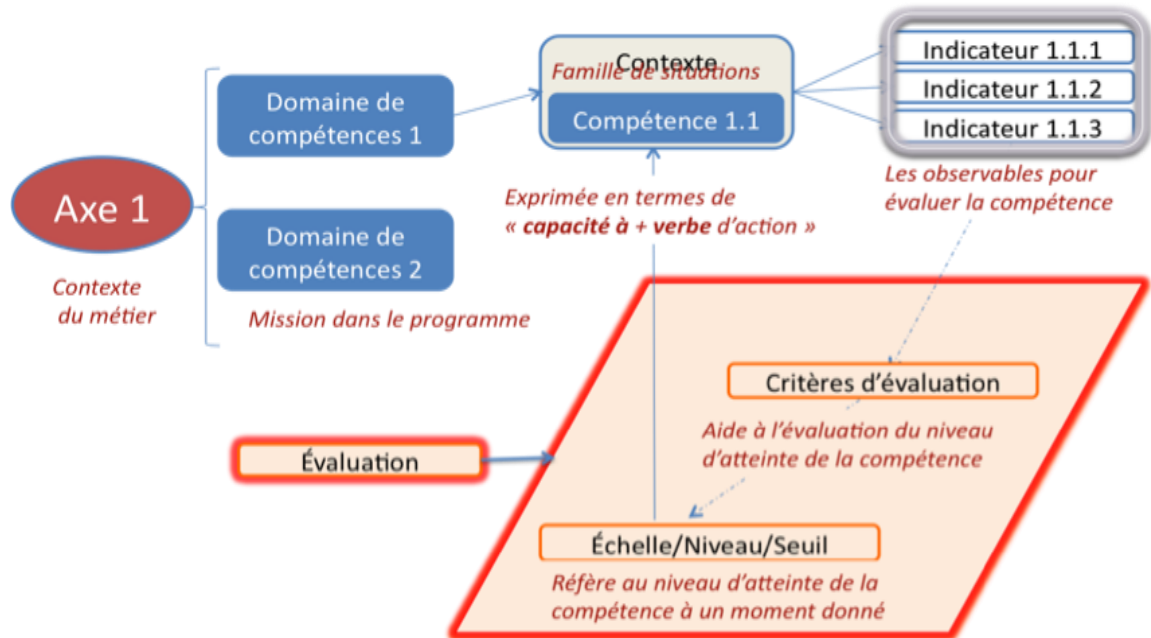 Axe 1
Contexte
du métier
Domaine de
compétences 1
Domaine de
compétences 2
Mission dans le programme
Contexte
Famille de situations
Compétence 1.1
Exprimée en termes de
« capacité à + verbe d’action »
Indicateur 1.1.1
Indicateur 1.1.2
Indicateur 1.1.3
Les observables pour
évaluer la compétence
Évaluation
Critères d’évaluation
Aide à l’évaluation du niveau
d’atteinte de la compétence
Échelle/Niveau/Seuil
Réfère au niveau d’atteinte de la
compétence à un moment donné